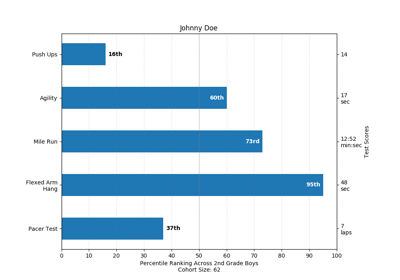 Johnny Doe
Push Ups
16th
14
Agility
60th
17
sec
Mile Run
73rd
12:52
min:sec
Flexed Arm
Hang
95th
48
sec
Pacer Test
37th
7
laps
Test Scores
0 10 20 30 40 50 60 70 80 90 100
Percentile Ranking Across 2nd Grade Boys
Cohort Size: 62